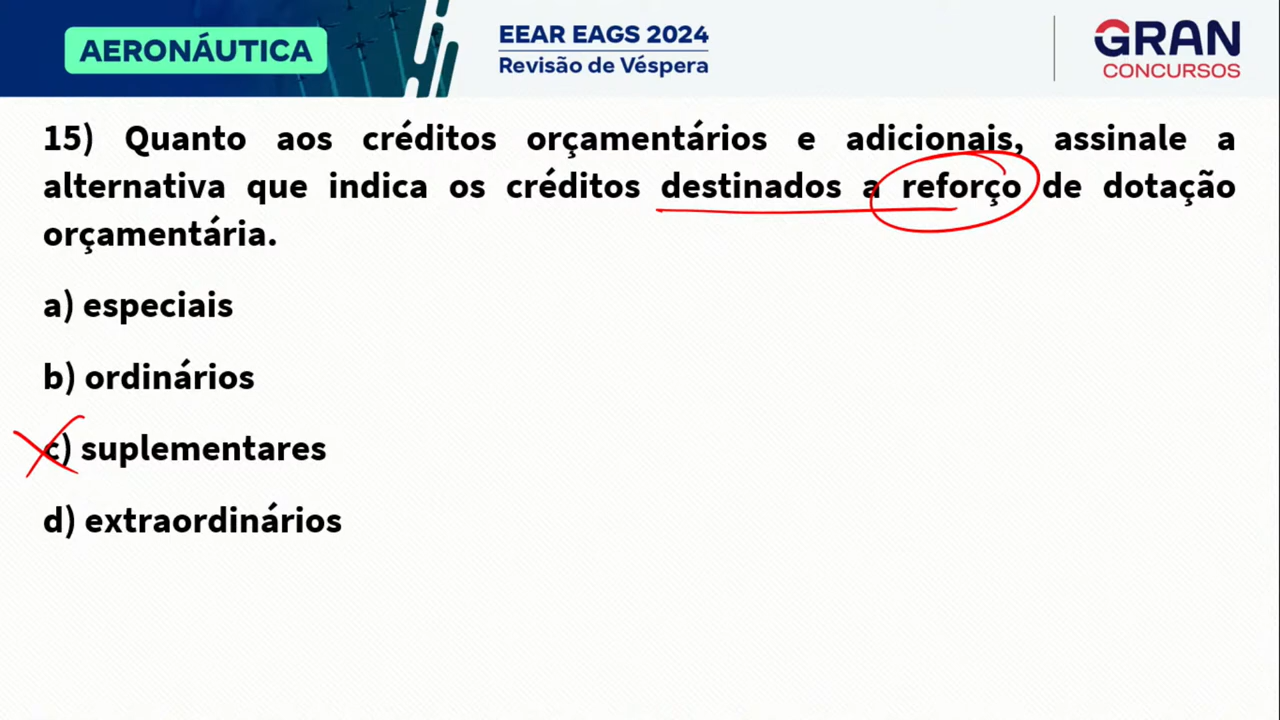 AERONÁUTICA
EEAR EAGS 2024
Revisão de Véspera
GRAN
CONCURSOS
15) Quanto aos créditos orçamentários e adicionais, assinale a
alternativa que indica os créditos destinados a reforço de dotação
orçamentária.
a) especiais
b) ordinários
c) suplementares
d) extraordinários